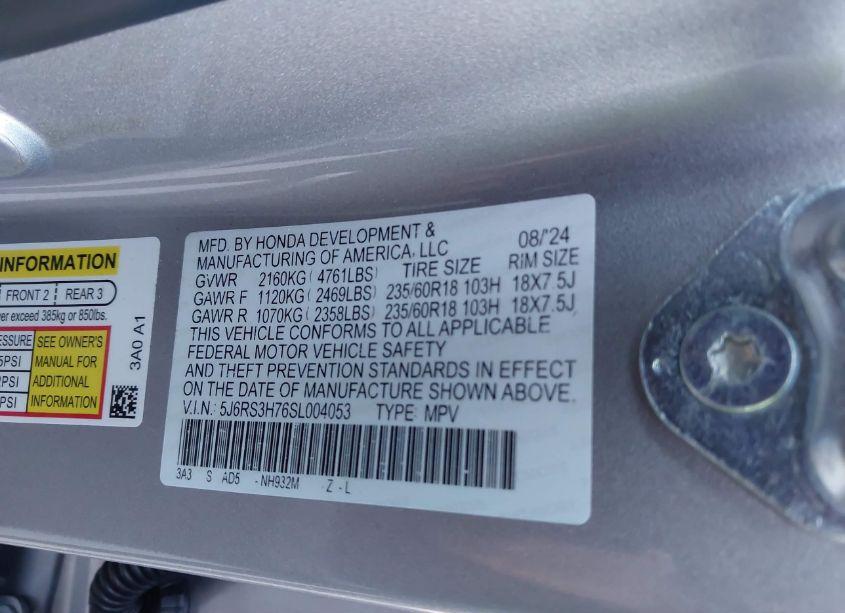 INFORMATION
FRONT 2 REAR 3
exceed 385kg or 850lbs.
SEE OWNER'S
MANUAL FOR
ADDITIONAL
INFORMATION
3A0 A1
MFD. BY HONDA DEVELOPMENT & 08/'24
MANUFACTURING OF AMERICA, LLC
GVWR 2160KG( 4761LBS) TIRE SIZE RIM SIZE
GAWR F 1120KG( 2469LBS) 235/60R18 103H 18X7.5J
GAWR R 1070KG( 2358LBS) 235/60R18 103H 18X7.5J
THIS VEHICLE CONFORMS TO ALL APPLICABLE
FEDERAL MOTOR VEHICLE SAFETY
AND THEFT PREVENTION STANDARDS IN EFFECT
ON THE DATE OF MANUFACTURE SHOWN ABOVE.
V.I.N.: 5J6RS3H76SL004053 TYPE: MPV
3A3 S AD5 -NH932M Z -L